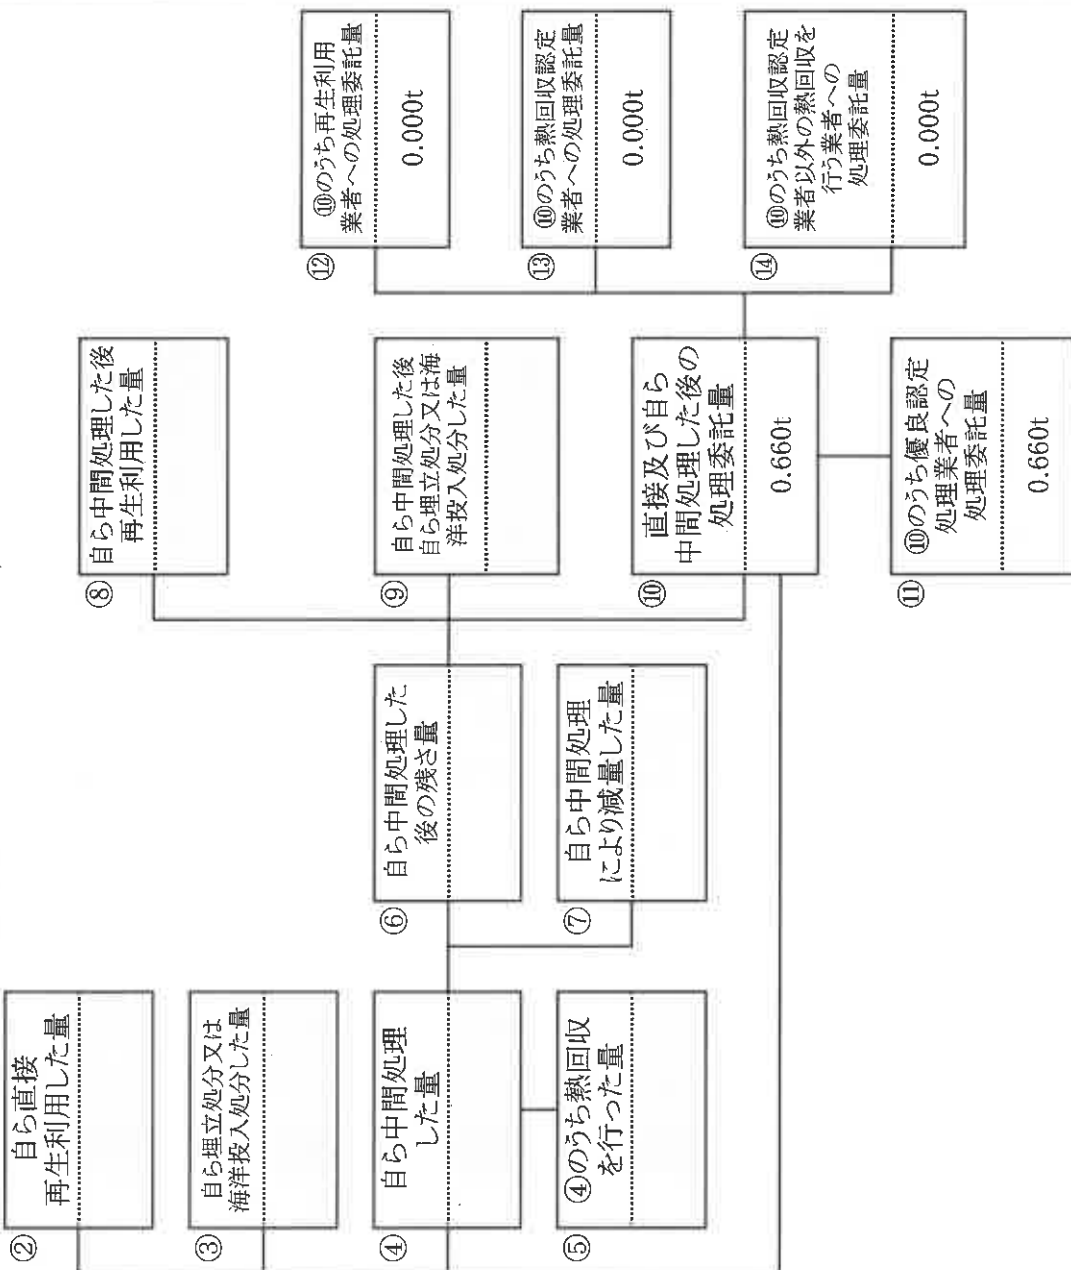 ②
自ら直接
再生利用した量
③
自ら埋立処分又は
海洋投入処分した量
④
自ら中間処理
した量
⑤
④のうち熱回収
を行った量
⑥
自ら中間処理した
後の残さ量
⑦
自ら中間処理
により減量した量
⑧
自ら中間処理した後
再生利用した量
⑨
自ら中間処理した後
自ら埋立処分又は海
洋投入処分した量
⑩
直接及び自ら
中間処理した後の
処理委託量
0.660t
⑪
⑩のうち優良認定
処理業者への
処理委託量
0.660t
⑫
⑩のうち再生利用
業者への処理委託量
0.000t
⑬
⑩のうち熱回収認定
業者への処理委託量
0.000t
⑭
⑩のうち熱回収認定
業者以外の熱回収を
行う業者への
処理委託量
0.000t